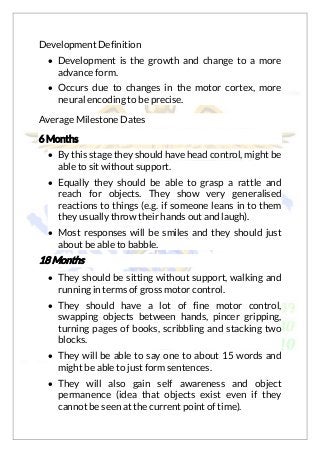 Development Definition
• Development is the growth and change to a more
advance form.
• Occurs due to changes in the motor cortex, more
neural encoding to be precise.
Average Milestone Dates
6 Months
• By this stage they should have head control, might be
able to sit without support.
• Equally they should be able to grasp a rattle and
reach for objects. They show very generalised
reactions to things (e.g. if someone leans in to them
they usually throw their hands out and laugh).
• Most responses will be smiles and they should just
about be able to babble.
18 Months
• They should be sitting without support, walking and
running in terms of gross motor control.
• They should have a lot of fine motor control,
swapping objects between hands, pincer gripping,
turning pages of books, scribbling and stacking two
blocks.
• They will be able to say one to about 15 words and
might be able to just form sentences.
• They will also gain self awareness and object
permanence (idea that objects exist even if they
cannot be seen at the current point of time).